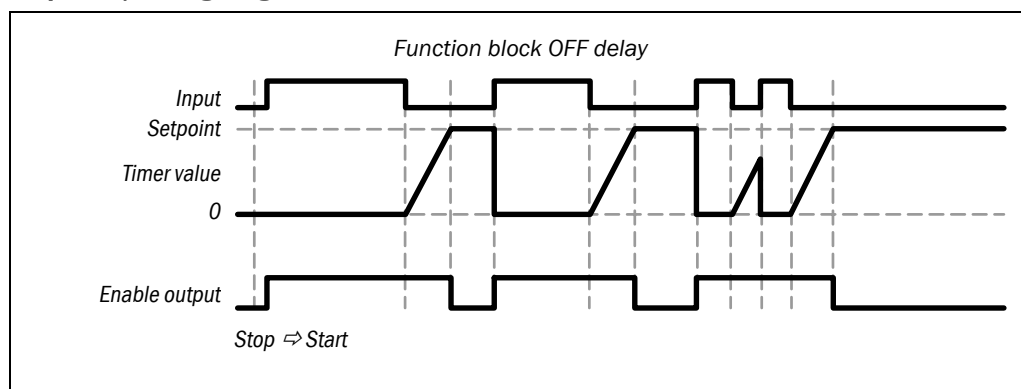 Function block OFF delay
Input
Setpoint
Timer value
0
Enable output
Stop ⇨ Start